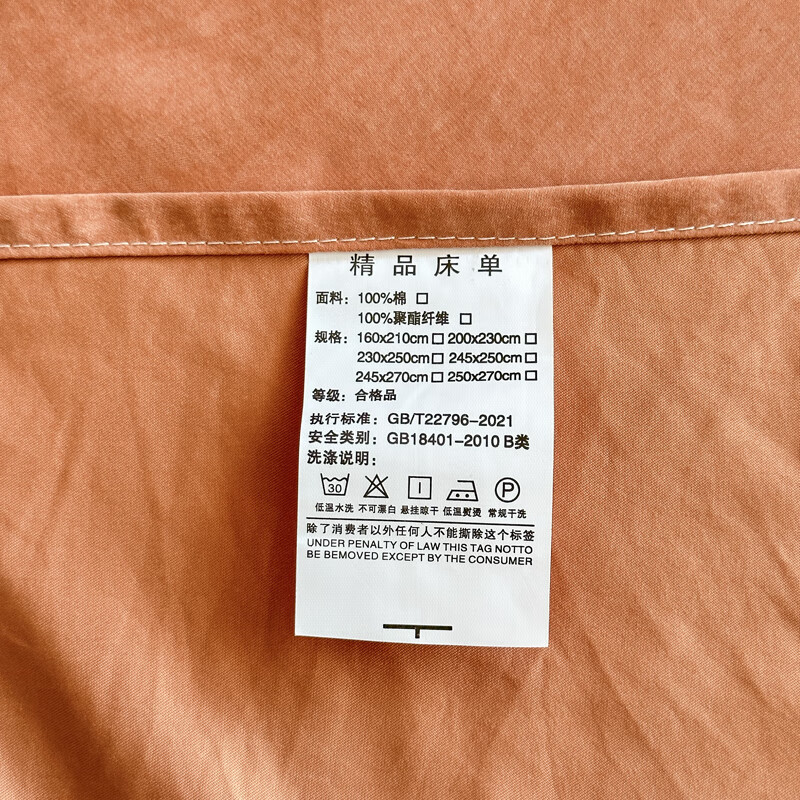 精品床单
面料：100%棉 □
100%聚酯纤维 □
规格：160x210cm□ 200x230cm□
230x250cm□ 245x250cm□
245x270cm□ 250x270cm□
等级：合格品
执行标准：GB/T22796-2021
安全类别：GB18401-2010 B类
洗涤说明：
30 P
低温水洗 不可漂白 悬挂晾干 低温熨烫 常规干洗
除了消费者以外任何人不能撕除这个标签
UNDER PENALTY OF LAW THIS TAG NOTTO
BE BEMOVED EXCEPT BY THE CONSUMER